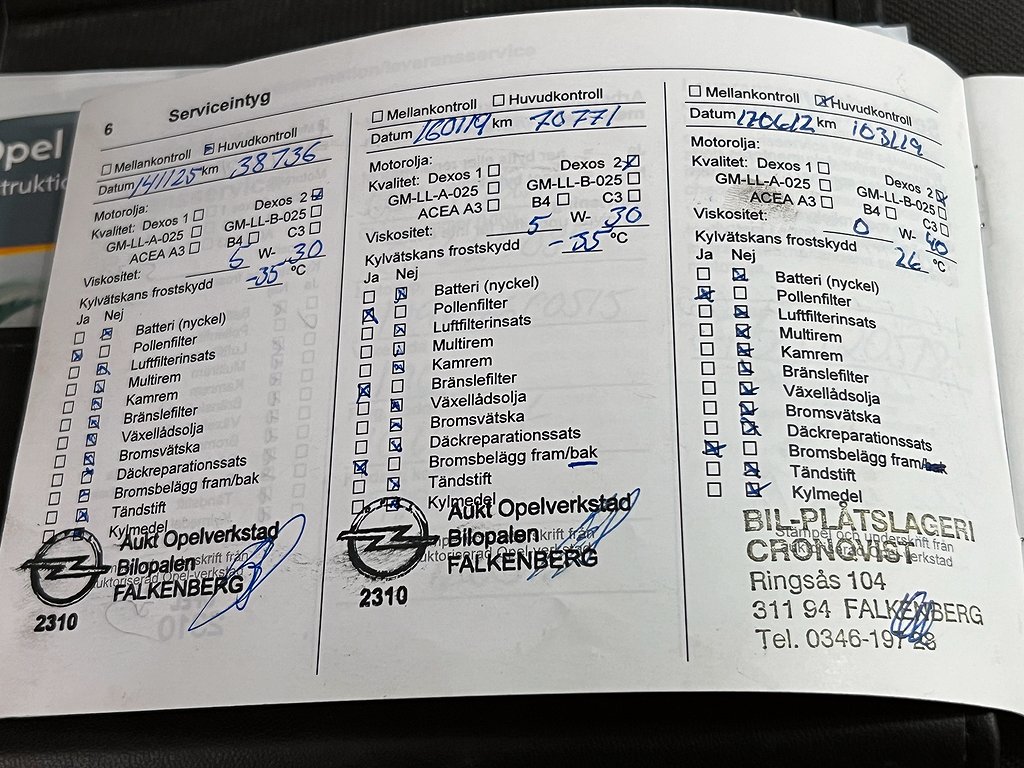 6
Serviceintyg
Opel
☐ Mellankontroll ☒ Huvudkontroll
Datum 141125 km 38736
Motorolja:
Kvalitet: Dexos 1 ☐ Dexos 2 ☒
GM-LL-A-025 ☐ GM-LL-B-025 ☐
ACEA A3 ☐ B4 ☐ C3 ☐
Viskositet: 5 W- 30
Kylvätskans frostskydd -35 °C
Ja Nej
Batteri (nyckel)
Pollenfilter
Luftfilterinsats
Multirem
Kamrem
Bränslefilter
Växellådsolja
Bromsvätska
Däckreparationssats
Bromsbelägg fram/bak
Tändstift
Kylmedel
Aukt Opelverkstad
Bilopalen
FALKENBERG
2310
☐ Mellankontroll ☐ Huvudkontroll
Datum 160119 km 70771
Motorolja:
Kvalitet: Dexos 1 ☐ Dexos 2 ☒
GM-LL-A-025 ☐ GM-LL-B-025 ☐
ACEA A3 ☐ B4 ☐ C3 ☐
Viskositet: 5 W- 30
Kylvätskans frostskydd -35 °C
Ja Nej
Batteri (nyckel)
Pollenfilter
Luftfilterinsats
Multirem
Kamrem
Bränslefilter
Växellådsolja
Bromsvätska
Däckreparationssats
Bromsbelägg fram/bak
Tändstift
Kylmedel
Aukt Opelverkstad
Bilopalen
FALKENBERG
2310
☐ Mellankontroll ☒ Huvudkontroll
Datum 170612 km
Motorolja:
Kvalitet: Dexos 1 ☐ Dexos 2 ☒
GM-LL-A-025 ☐ GM-LL-B-025 ☐
ACEA A3 ☐ B4 ☐ C3 ☐
Viskositet: 0 W- 40
Kylvätskans frostskydd 26 °C
Ja Nej
Batteri (nyckel)
Pollenfilter
Luftfilterinsats
Multirem
Kamrem
Bränslefilter
Växellådsolja
Bromsvätska
Däckreparationssats
Bromsbelägg fram/bak
Tändstift
Kylmedel
BIL-PLÅTSLAGERI
Stämpel och underskrift från
CRONQVIST
Ringsås 104
311 94 FALKENBERG
Tel. 0346-197 28